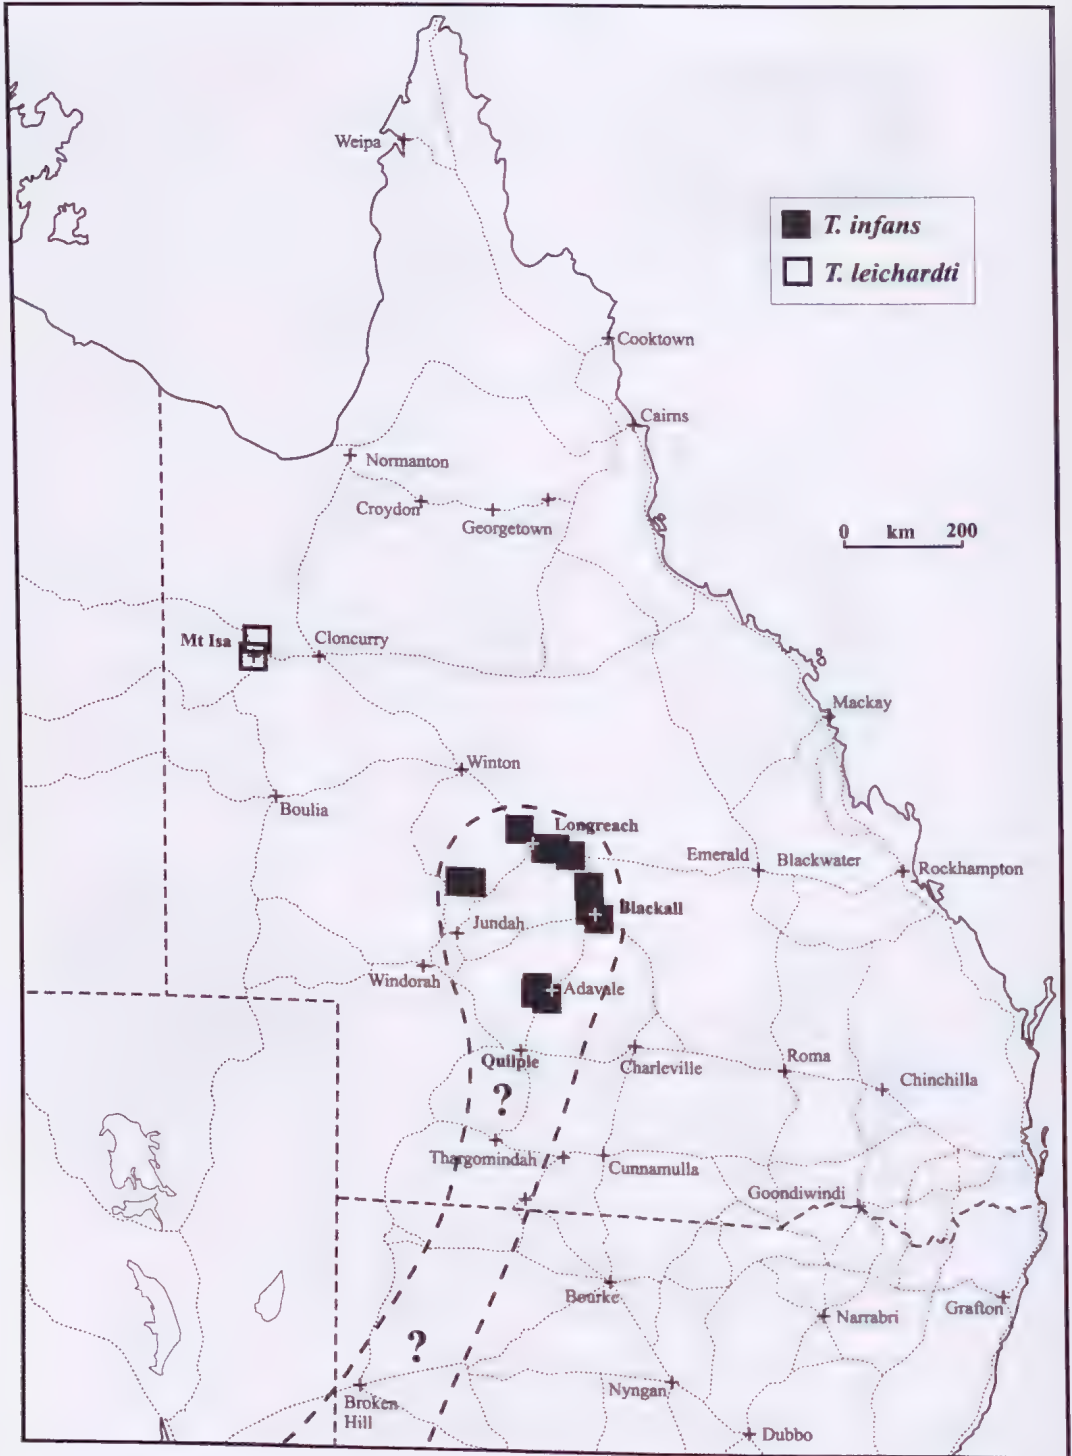 Weipa
T. infans
T. leichardti
Cooktown
Cairns
Normanton
Croydon
Georgetown
0 km 200
Mt Isa
Cloncurry
Mackay
Winton
Boulia
Longreach
Emerald
Blackwater
Rockhampton
Blackall
Jundah
Windorah
Adavale
Quilpie
Charleville
Roma
Chinchilla
?
Thargomindah
Cunnamulla
Goondiwindi
Bourke
Narrabri
Grafton
?
Broken
Hill
Nyngan
Dubbo